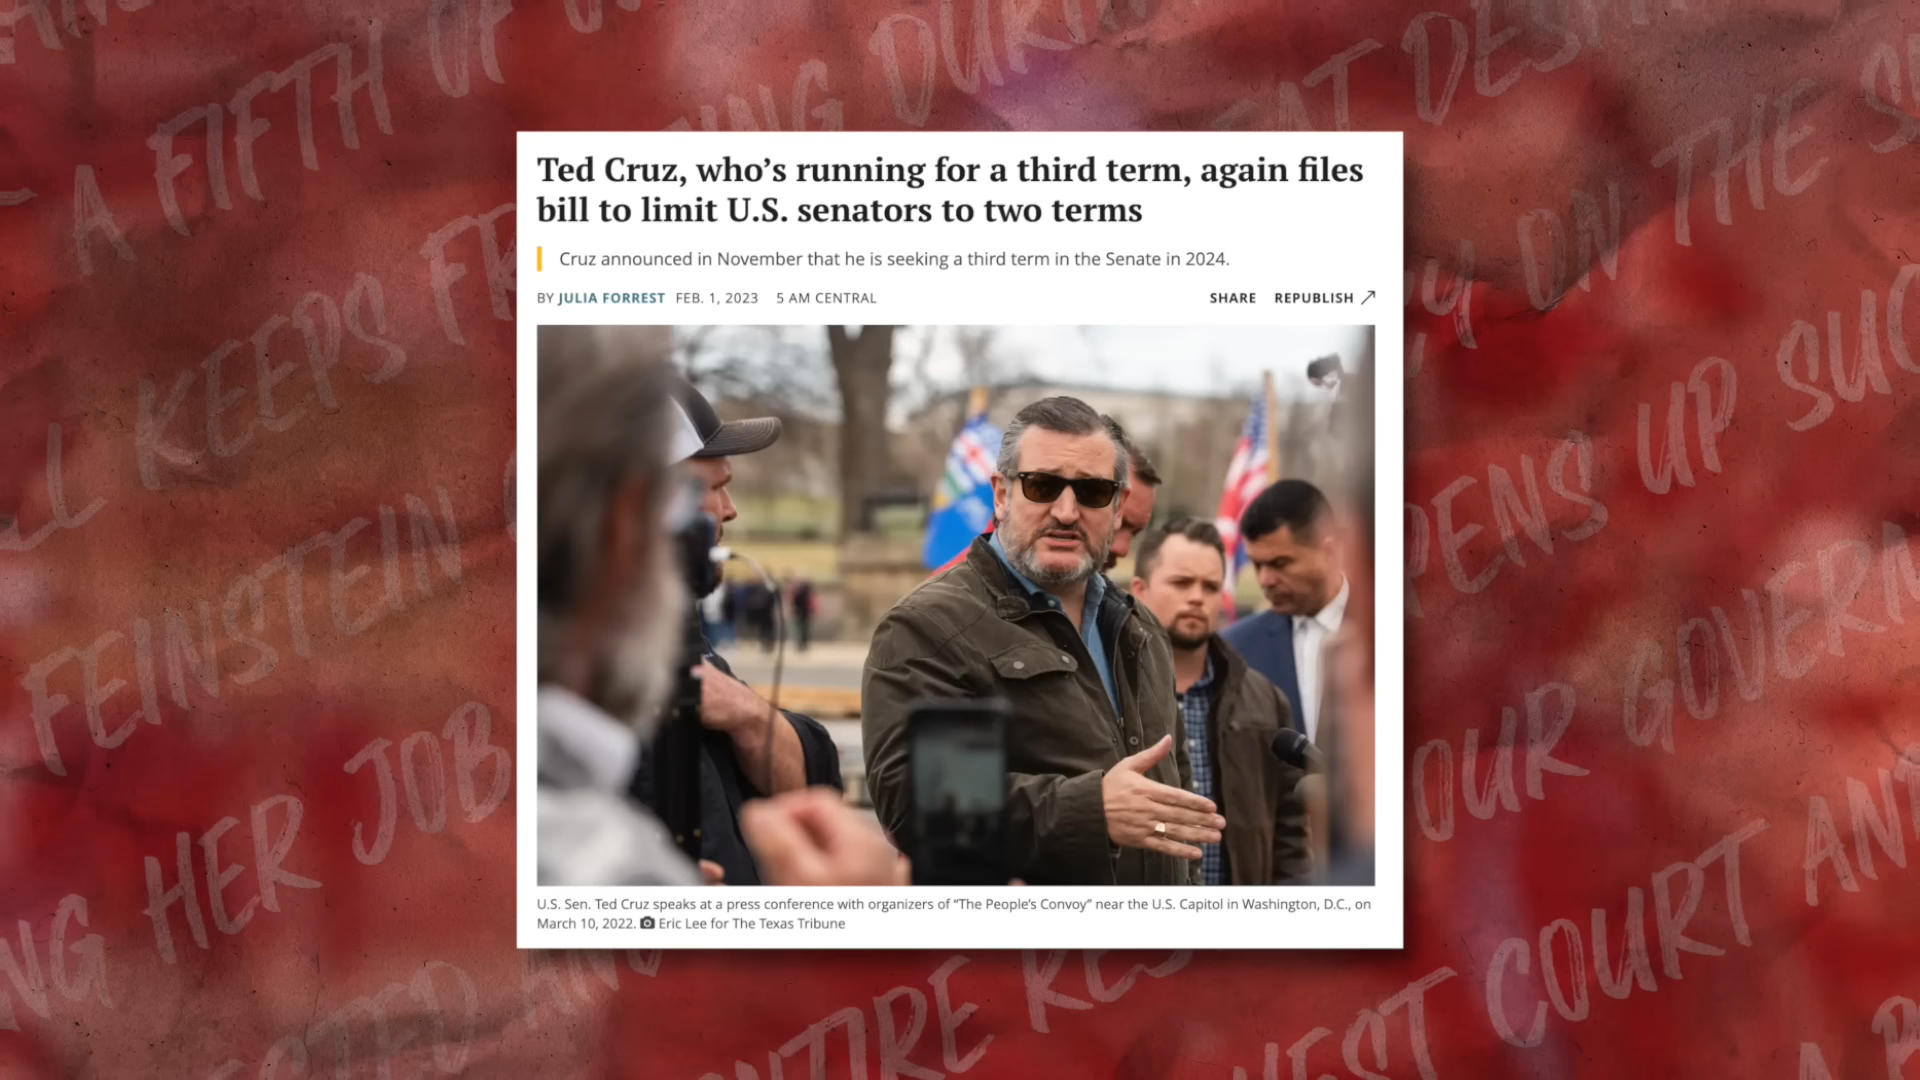 A FIFTH OF
Ted Cruz, who's running for a third term, again files
bill to limit U.S. senators to two terms
Cruz announced in November that he is seeking a third term in the Senate in 2024.
BY JULIA FORREST FEB. 1, 2023 5 AM CENTRAL
SHARE REPUBLISH
U.S. Sen. Ted Cruz speaks at a press conference with organizers of “The People’s Convoy” near the U.S. Capitol in Washington, D.C., on
March 10, 2022. Eric Lee for The Texas Tribune
KEEPS
FEINSTEIN
HER JOB
ON THE
UP
OUR
COURT